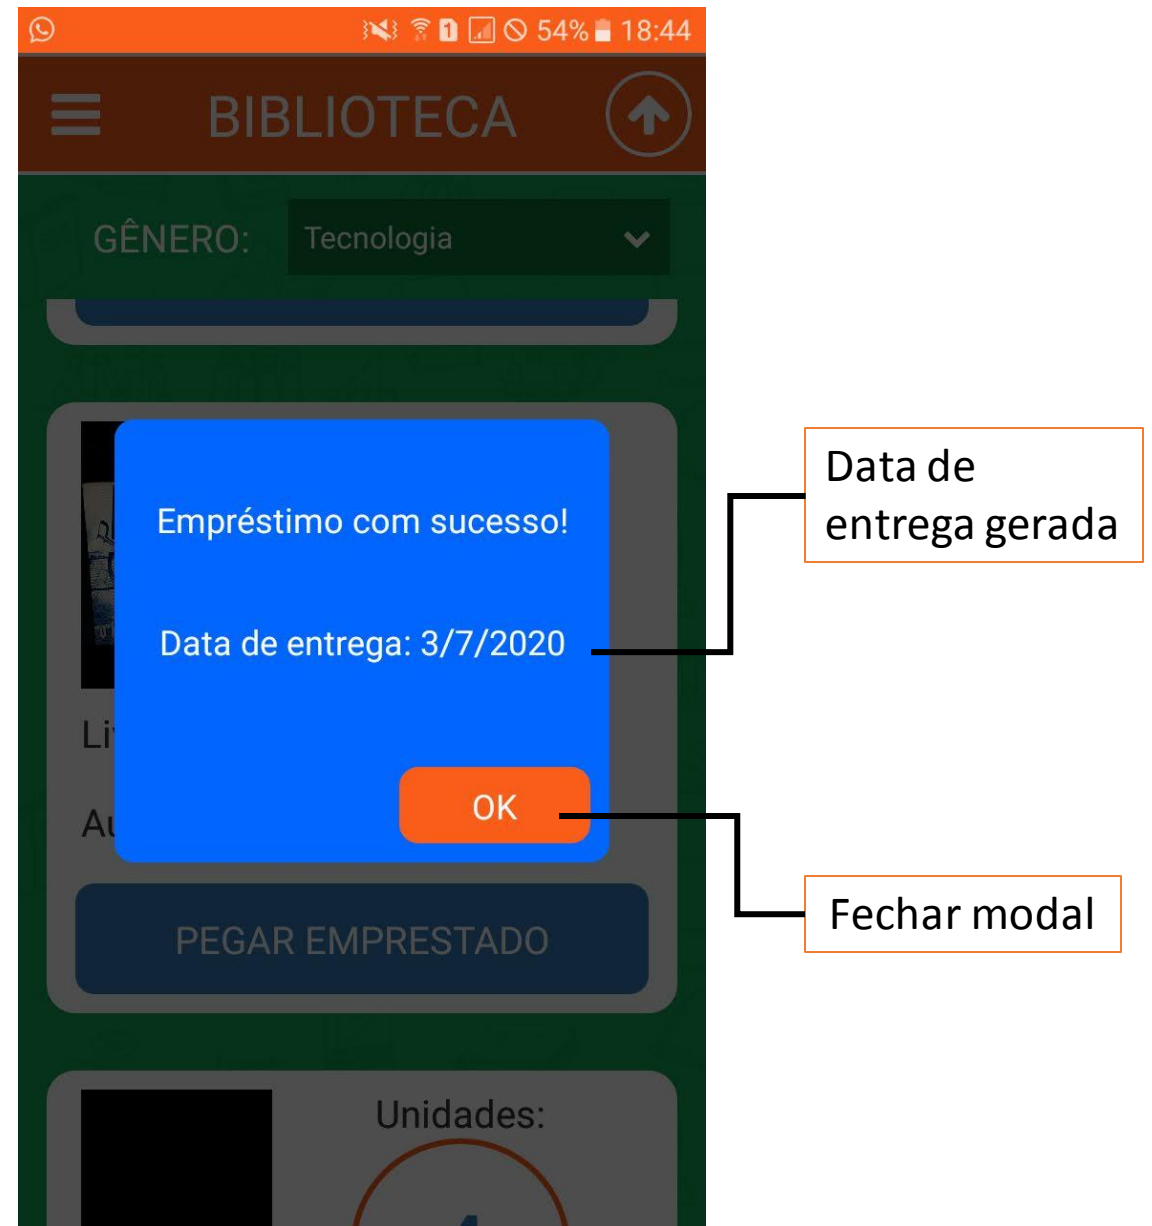 54% 18:44
BIBLIOTECA
GÊNERO: Tecnologia
Empréstimo com sucesso!
Data de entrega: 3/7/2020
OK
PEGAR EMPRESTADO
Unidades:
Data de
entrega gerada
Fechar modal